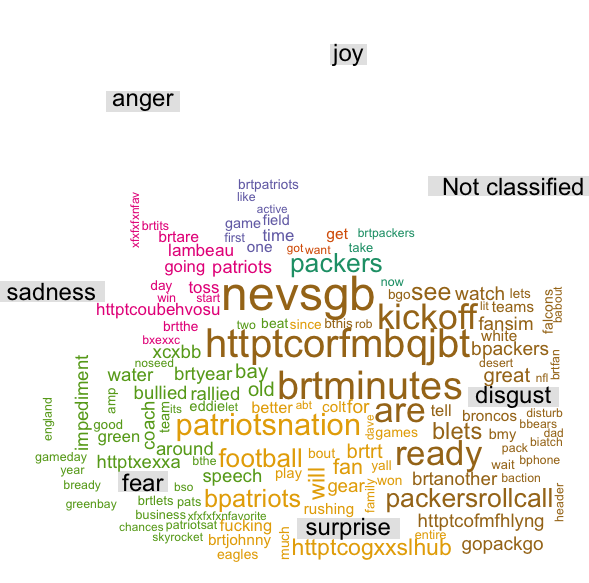 joy
anger
Not classified
xfxfxfxnfav
brtpatriots
like
active
brtits
game field
brtare
first one time
get
brtpackers
lambeau
got want
take
going patriots
packers
sadness
day toss
now
win start
nevsgb
bgo see watch lets
httptcoubehvosu
kickoff
lit teams
falcons
babout
brtthe
two beat since bthis rob
fansim
bxexxc
white
xcxbb
httptcorfmbqjbt
bpackers
noseed
desert
water brtyear bay
great nfl
brtfan
impediment
amp
bullied rallied old
brtminutes
disgust
england
coach
team
its eddielet
better abt coltfor
are tell broncos disturb
good
patriotsnation
dave
games
blets bmy
bbears
dad
green
biatch
around
football
bout brtrt
ready
pack
gameday
httptxexxa
bthe
will
fan yall
wait bphone
year
fear
speech
play
brtanother baction
bready
bso
gear
family
won
brtlets pats
bpatriots
rushing
packersrollcall
header
greenbay
business xfxfxfxnfavorite
chances patriotsat fucking
surprise
httptcofmfhlyng
skyrocket
brtjohnny
much
entire
eagles
httptcogxxslhub
gopackgo